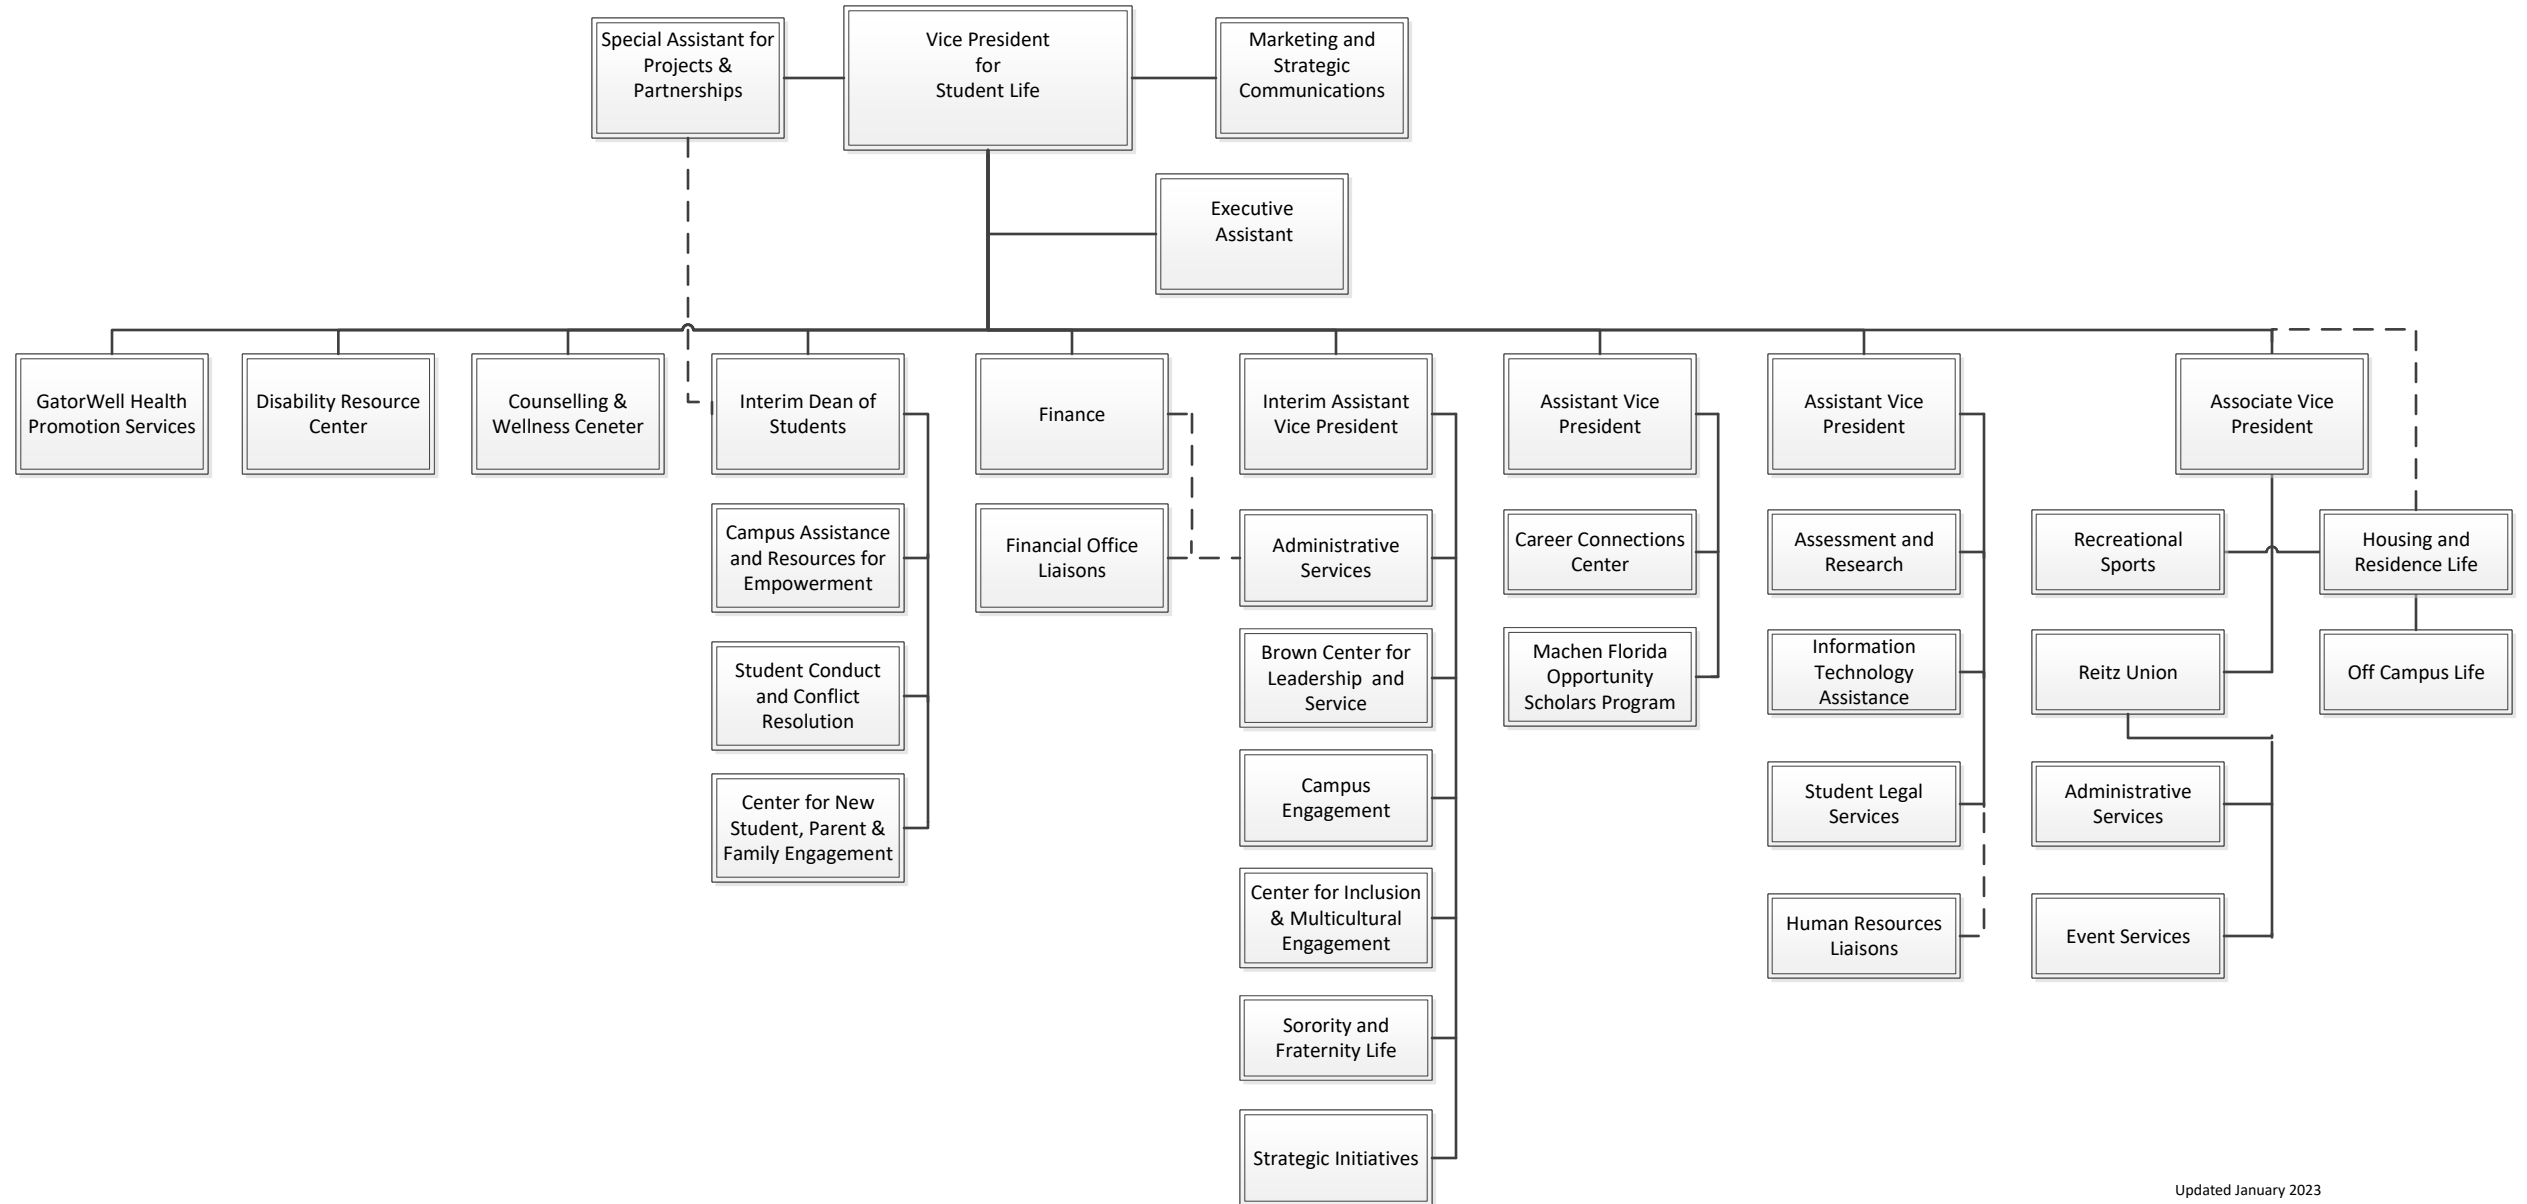 Special Assistant for
Projects &
Partnerships
Vice President
for
Student Life
Marketing and
Strategic
Communications
Executive
Assistant
GatorWell Health
Promotion Services
Disability Resource
Center
Counselling &
Wellness Ceneter
Interim Dean of
Students
Finance
Interim Assistant
Vice President
Assistant Vice
President
Assistant Vice
President
Associate Vice
President
Campus Assistance
and Resources for
Empowerment
Financial Office
Liaisons
Administrative
Services
Career Connections
Center
Assessment and
Research
Recreational
Sports
Housing and
Residence Life
Student Conduct
and Conflict
Resolution
Brown Center for
Leadership and
Service
Machen Florida
Opportunity
Scholars Program
Information
Technology
Assistance
Reitz Union
Off Campus Life
Center for New
Student, Parent &
Family Engagement
Campus
Engagement
Student Legal
Services
Administrative
Services
Center for Inclusion
& Multicultural
Engagement
Human Resources
Liaisons
Event Services
Sorority and
Fraternity Life
Strategic Initiatives
Updated January 2023